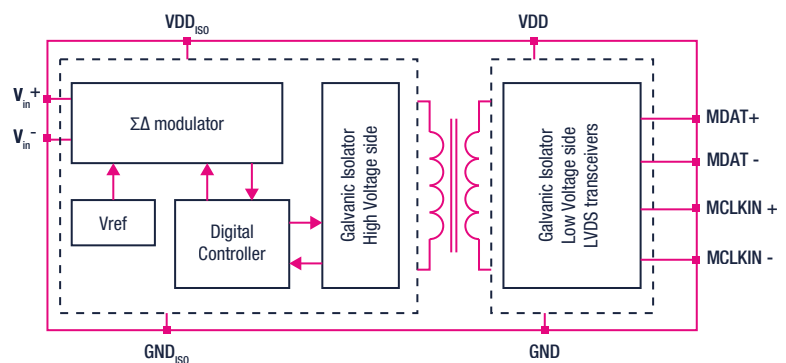 VDDISO
VDD
Vin+
Vin-
ΣΔ modulator
Vref
Digital
Controller
Galvanic Isolator
High Voltage side
Galvanic Isolator
Low Voltage side
LVDS transceivers
MDAT+
MDAT -
MCLKIN +
MCLKIN -
GNDISO
GND